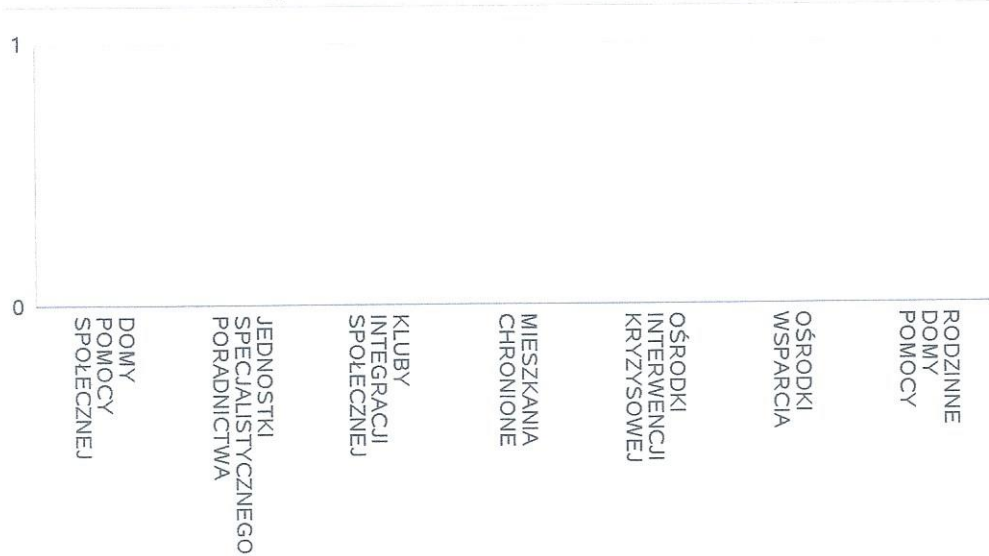 1
0
DOMY
POMOCY
SPOŁECZNEJ
JEDNOSTKI
SPECJALISTYCZNEGO
PORADNICTWA
KLUBY
INTEGRACJI
SPOŁECZNEJ
MIESZKANIA
CHRONIONE
OŚRODKI
INTERWENCJI
KRYZYSOWEJ
OŚRODKI
WSPARCIA
RODZINNE
DOMY
POMOCY